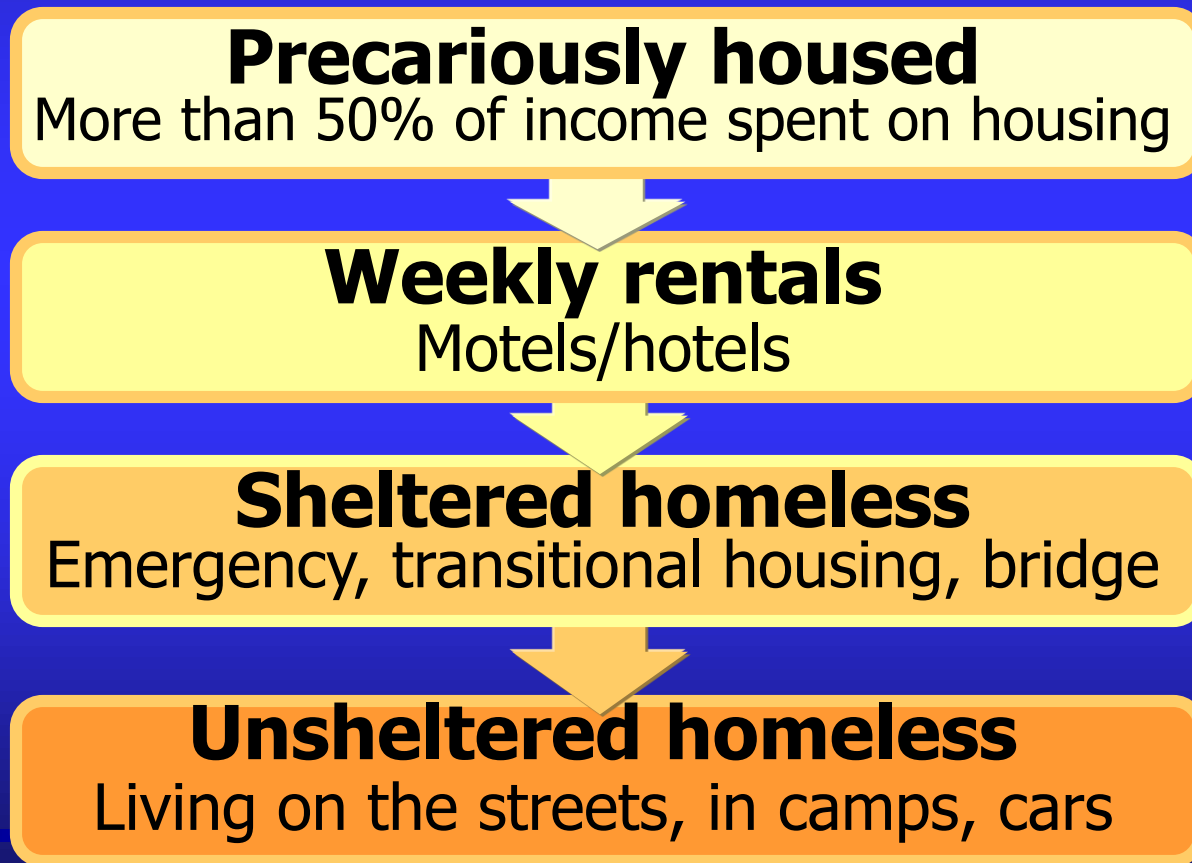 Precariously housed
More than 50% of income spent on housing
Weekly rentals
Motels/hotels
Sheltered homeless
Emergency, transitional housing, bridge
Unsheltered homeless
Living on the streets, in camps, cars